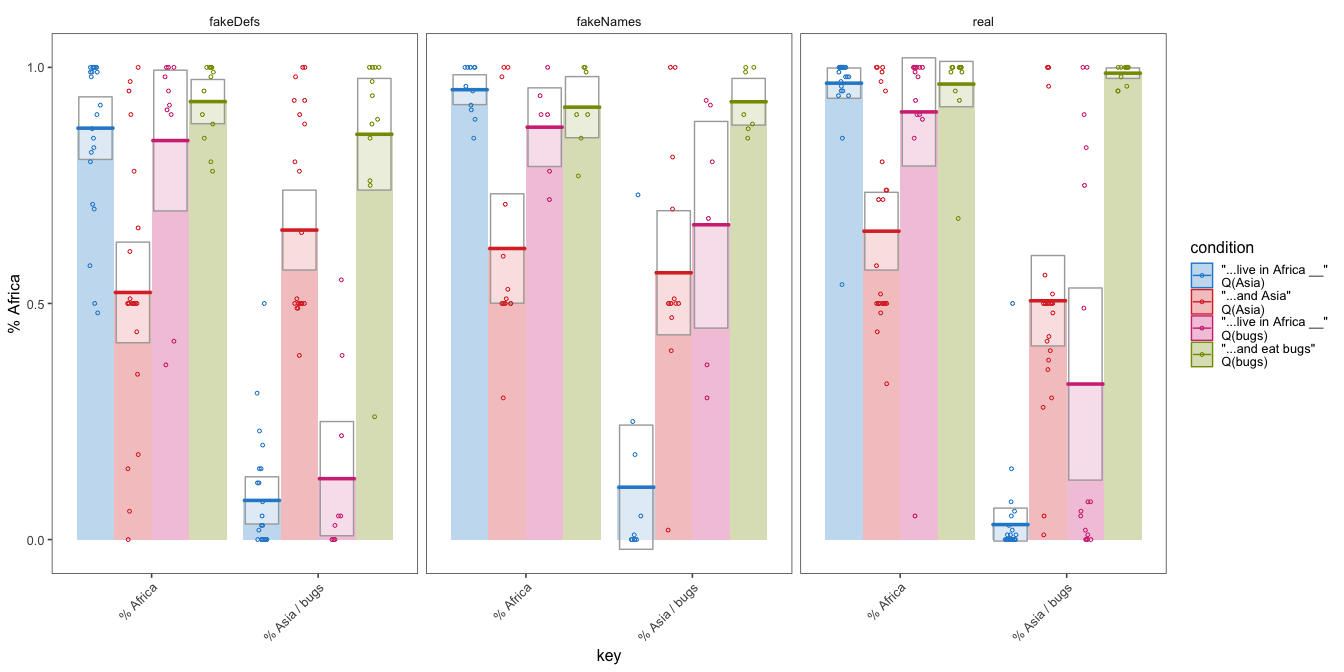 fakeDefs
fakeNames
real
% Africa
1.0
0.5
0.0
% Africa
% Asia / bugs
% Africa
% Asia / bugs
% Africa
% Asia / bugs
key
condition
"...live in Africa __"
Q(Asia)
"...and Asia"
Q(Asia)
"...live in Africa __"
Q(bugs)
"...and eat bugs"
Q(bugs)